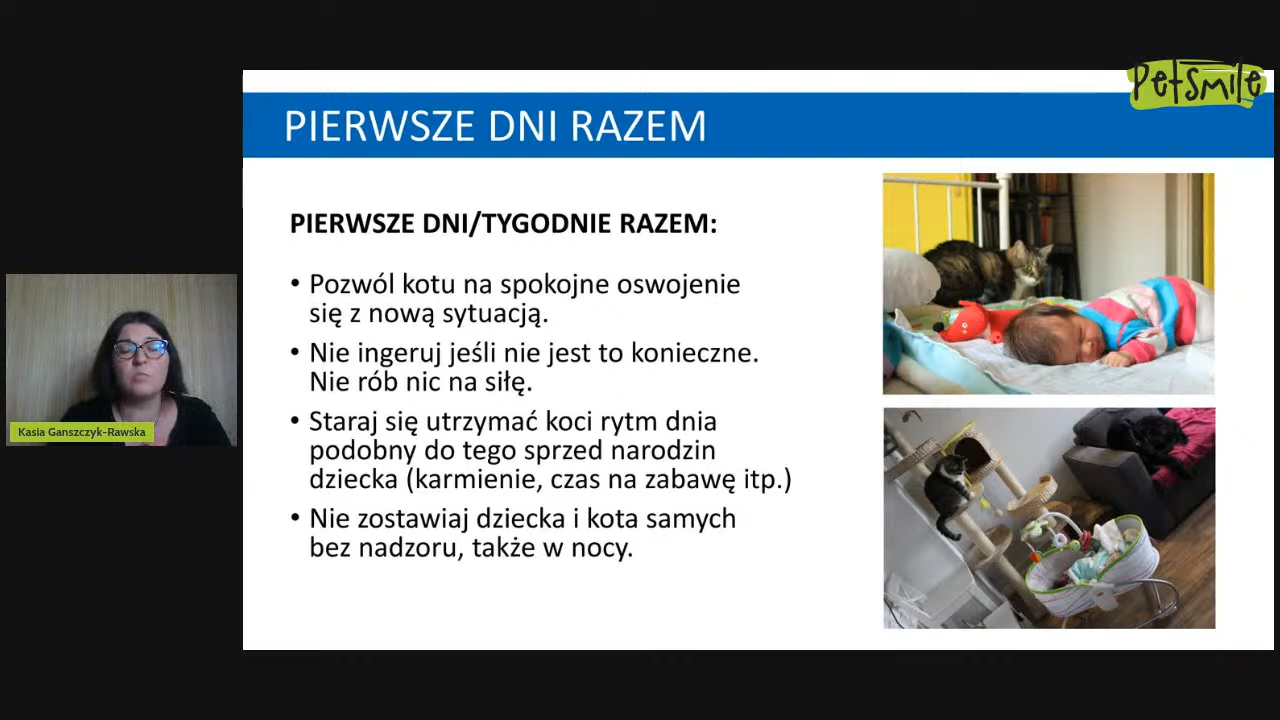 PetSmile
PIERWSZE DNI RAZEM
PIERWSZE DNI/TYGODNIE RAZEM:
• Pozwól kotu na spokojne oswojenie
się z nową sytuacją.
• Nie ingeruj jeśli nie jest to konieczne.
Nie rób nic na siłę.
• Staraj się utrzymać koci rytm dnia
podobny do tego sprzed narodzin
dziecka (karmienie, czas na zabawę itp.)
• Nie zostawiaj dziecka i kota samych
bez nadzoru, także w nocy.
Kasia Ganszczyk-Rawska